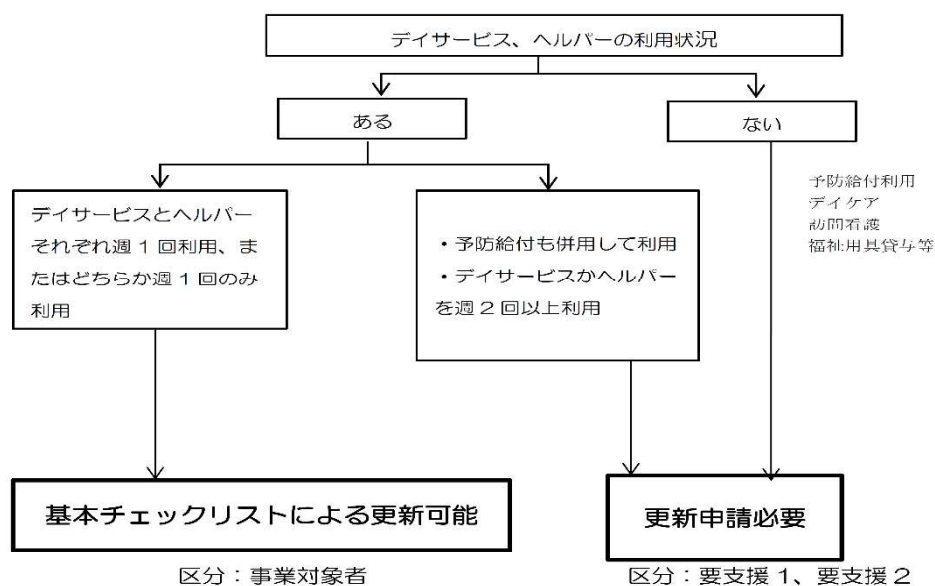 デイサービス、ヘルパーの利用状況
ある
ない
予防給付利用
デイケア
訪問看護
福祉用具貸与等
デイサービスとヘルパー
それぞれ週1回利用、ま
たはどちらか週1回のみ
利用
・予防給付も併用して利用
・デイサービスかヘルパー
を週2回以上利用
基本チェックリストによる更新可能
更新申請必要
区分：事業対象者
区分：要支援1、要支援2